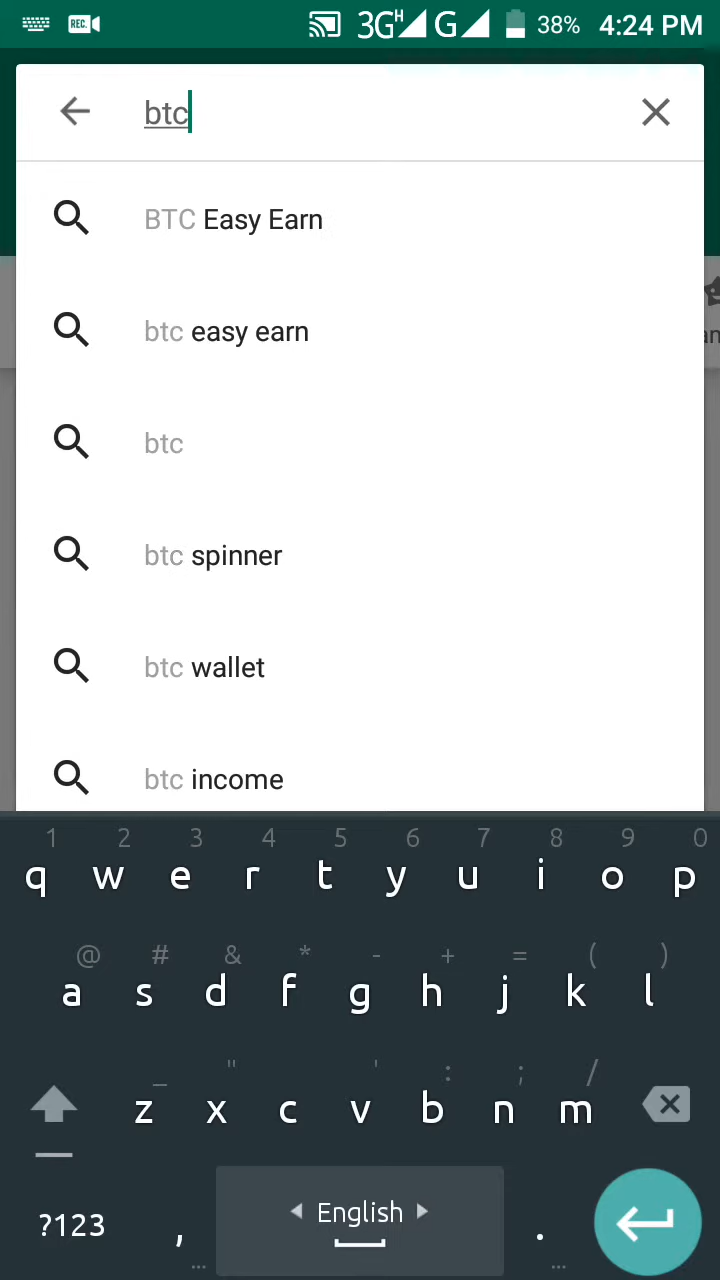 REC. 3G H G 38% 4:24 PM
btc
BTC Easy Earn
btc easy earn
btc
btc spinner
btc wallet
btc income
1 2 3 4 5 6 7 8 9 0
q w e r t y u i o p
@ # & * - + = ( )
a s d f g h j k l
_ " ' : ; /
z x c v b n m
?123 , English .